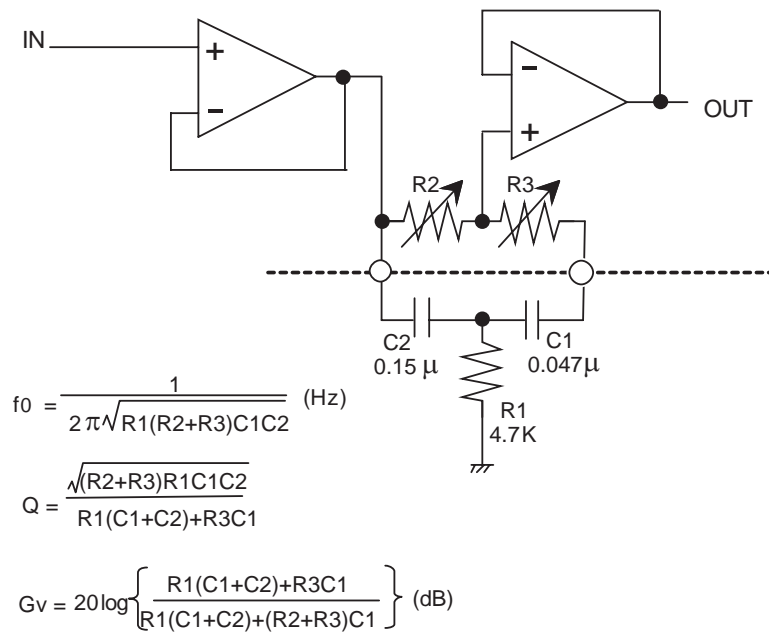 IN
+
−
−
+
OUT
R2
R3
C2
0.15 μ
C1
0.047μ
R1
4.7K
f0 = 1 / 2 π√R1(R2+R3)C1C2 (Hz)
Q = √(R2+R3)R1C1C2 / R1(C1+C2)+R3C1
Gv = 20log{ R1(C1+C2)+R3C1 / R1(C1+C2)+(R2+R3)C1 } (dB)